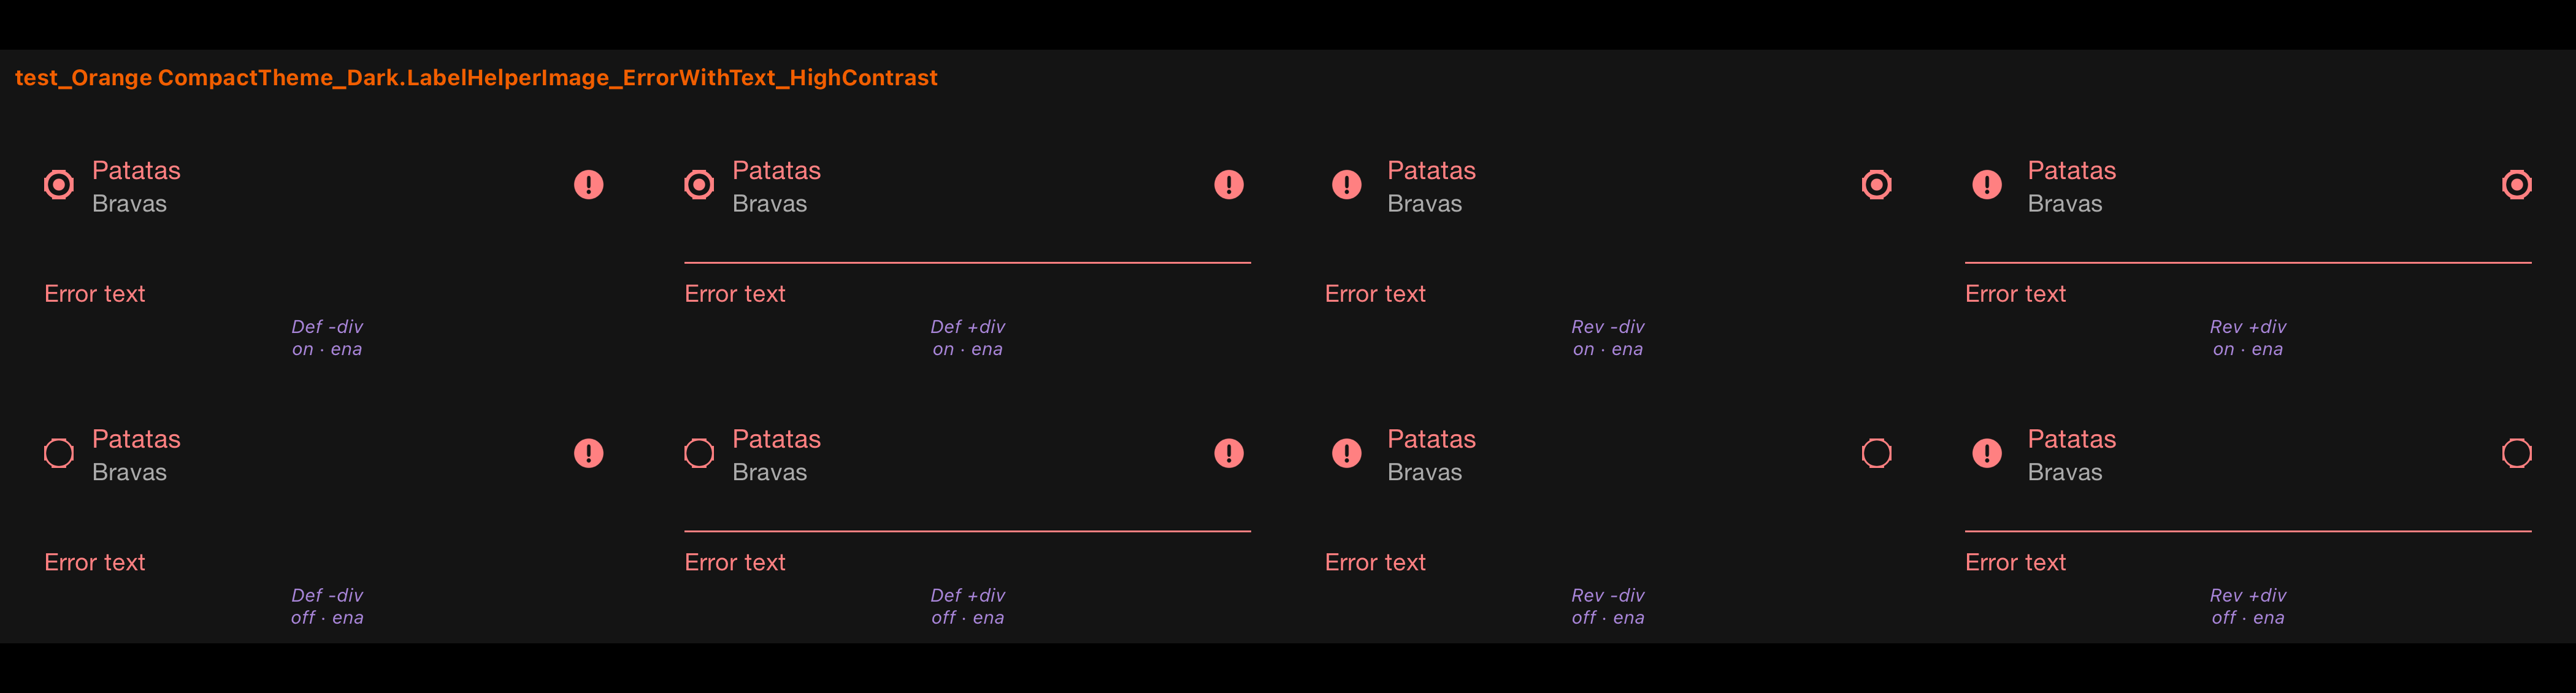 test_Orange CompactTheme_Dark.LabelHelperImage_ErrorWithText_HighContrast
Patatas
Bravas
Error text
Def -div
on · ena
Patatas
Bravas
Error text
Def +div
on · ena
Patatas
Bravas
Error text
Rev -div
on · ena
Patatas
Bravas
Error text
Rev +div
on · ena
Patatas
Bravas
Error text
Def -div
off · ena
Patatas
Bravas
Error text
Def +div
off · ena
Patatas
Bravas
Error text
Rev -div
off · ena
Patatas
Bravas
Error text
Rev +div
off · ena